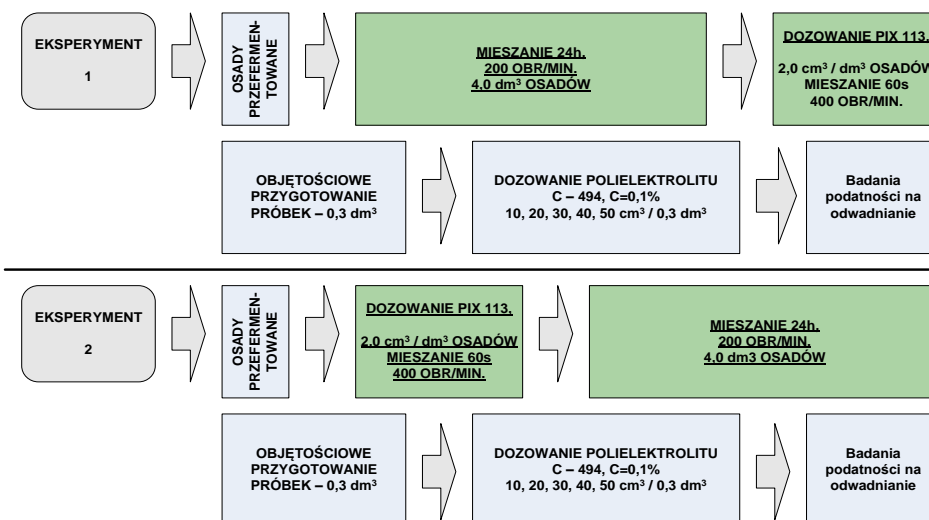 EKSPERYMENT
1
OSADY
PRZEFERMEN-
TOWANE
MIESZANIE 24h.
200 OBR/MIN.
4,0 dm³ OSADÓW
DOZOWANIE PIX 113.
2,0 cm³ / dm³ OSADÓW
MIESZANIE 60s
400 OBR/MIN.
OBJĘTOŚCIOWE
PRZYGOTOWANIE
PRÓBEK – 0,3 dm³
DOZOWANIE POLIELEKTROLITU
C – 494, C=0,1%
10, 20, 30, 40, 50 cm³ / 0,3 dm³
Badania
podatności na
odwadnianie
EKSPERYMENT
2
OSADY
PRZEFERMEN-
TOWANE
DOZOWANIE PIX 113.
2,0 cm³ / dm³ OSADÓW
MIESZANIE 60s
400 OBR/MIN.
MIESZANIE 24h.
200 OBR/MIN.
4,0 dm3 OSADÓW
OBJĘTOŚCIOWE
PRZYGOTOWANIE
PRÓBEK – 0,3 dm³
DOZOWANIE POLIELEKTROLITU
C – 494, C=0,1%
10, 20, 30, 40, 50 cm³ / 0,3 dm³
Badania
podatności na
odwadnianie